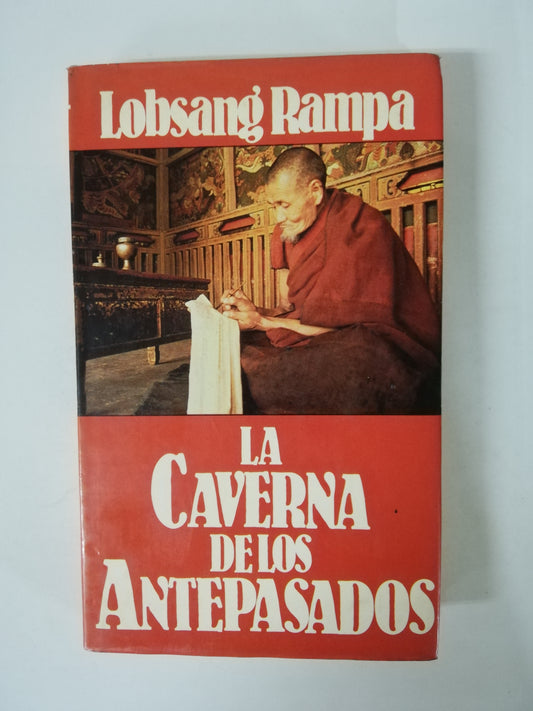 Lobsang Rampa
LA
CAVERNA
DE LOS
ANTEPASADOS